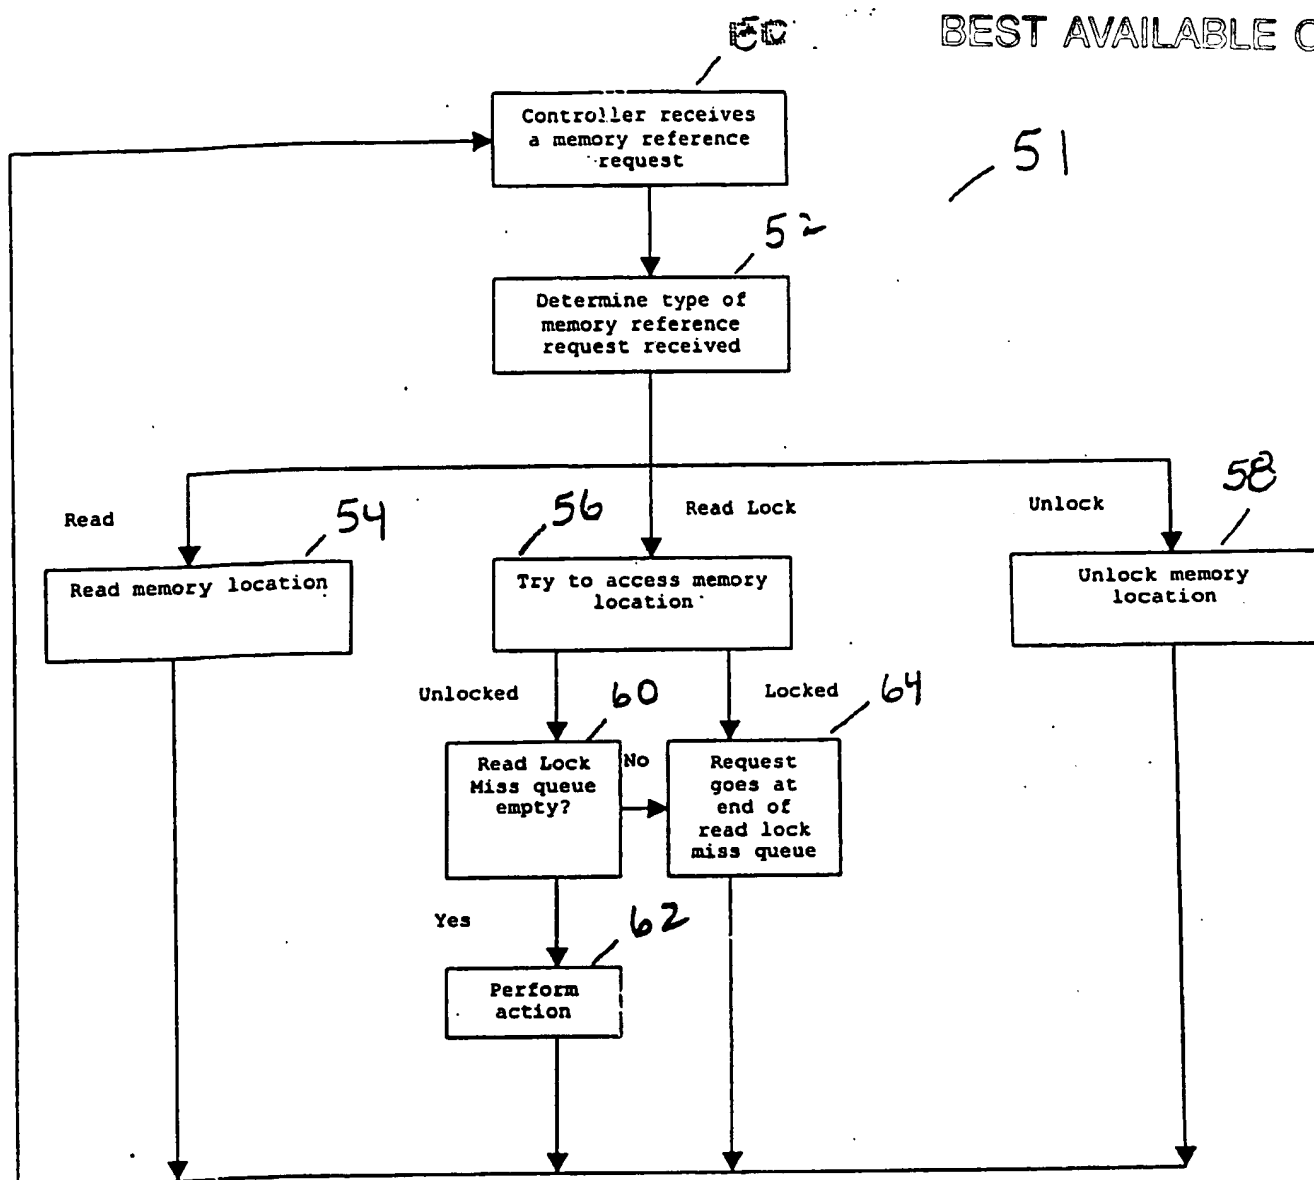 BEST AVAILABLE C
Controller receives
a memory reference
request
51
52
Determine type of
memory reference
request received
Read
54
56
Read Lock
Unlock
58
Read memory location
Try to access memory
location
Unlock memory
location
Unlocked
60
Locked
64
Read Lock
Miss queue
empty?
No
Request
goes at
end of
read lock
miss queue
Yes
62
Perform
action